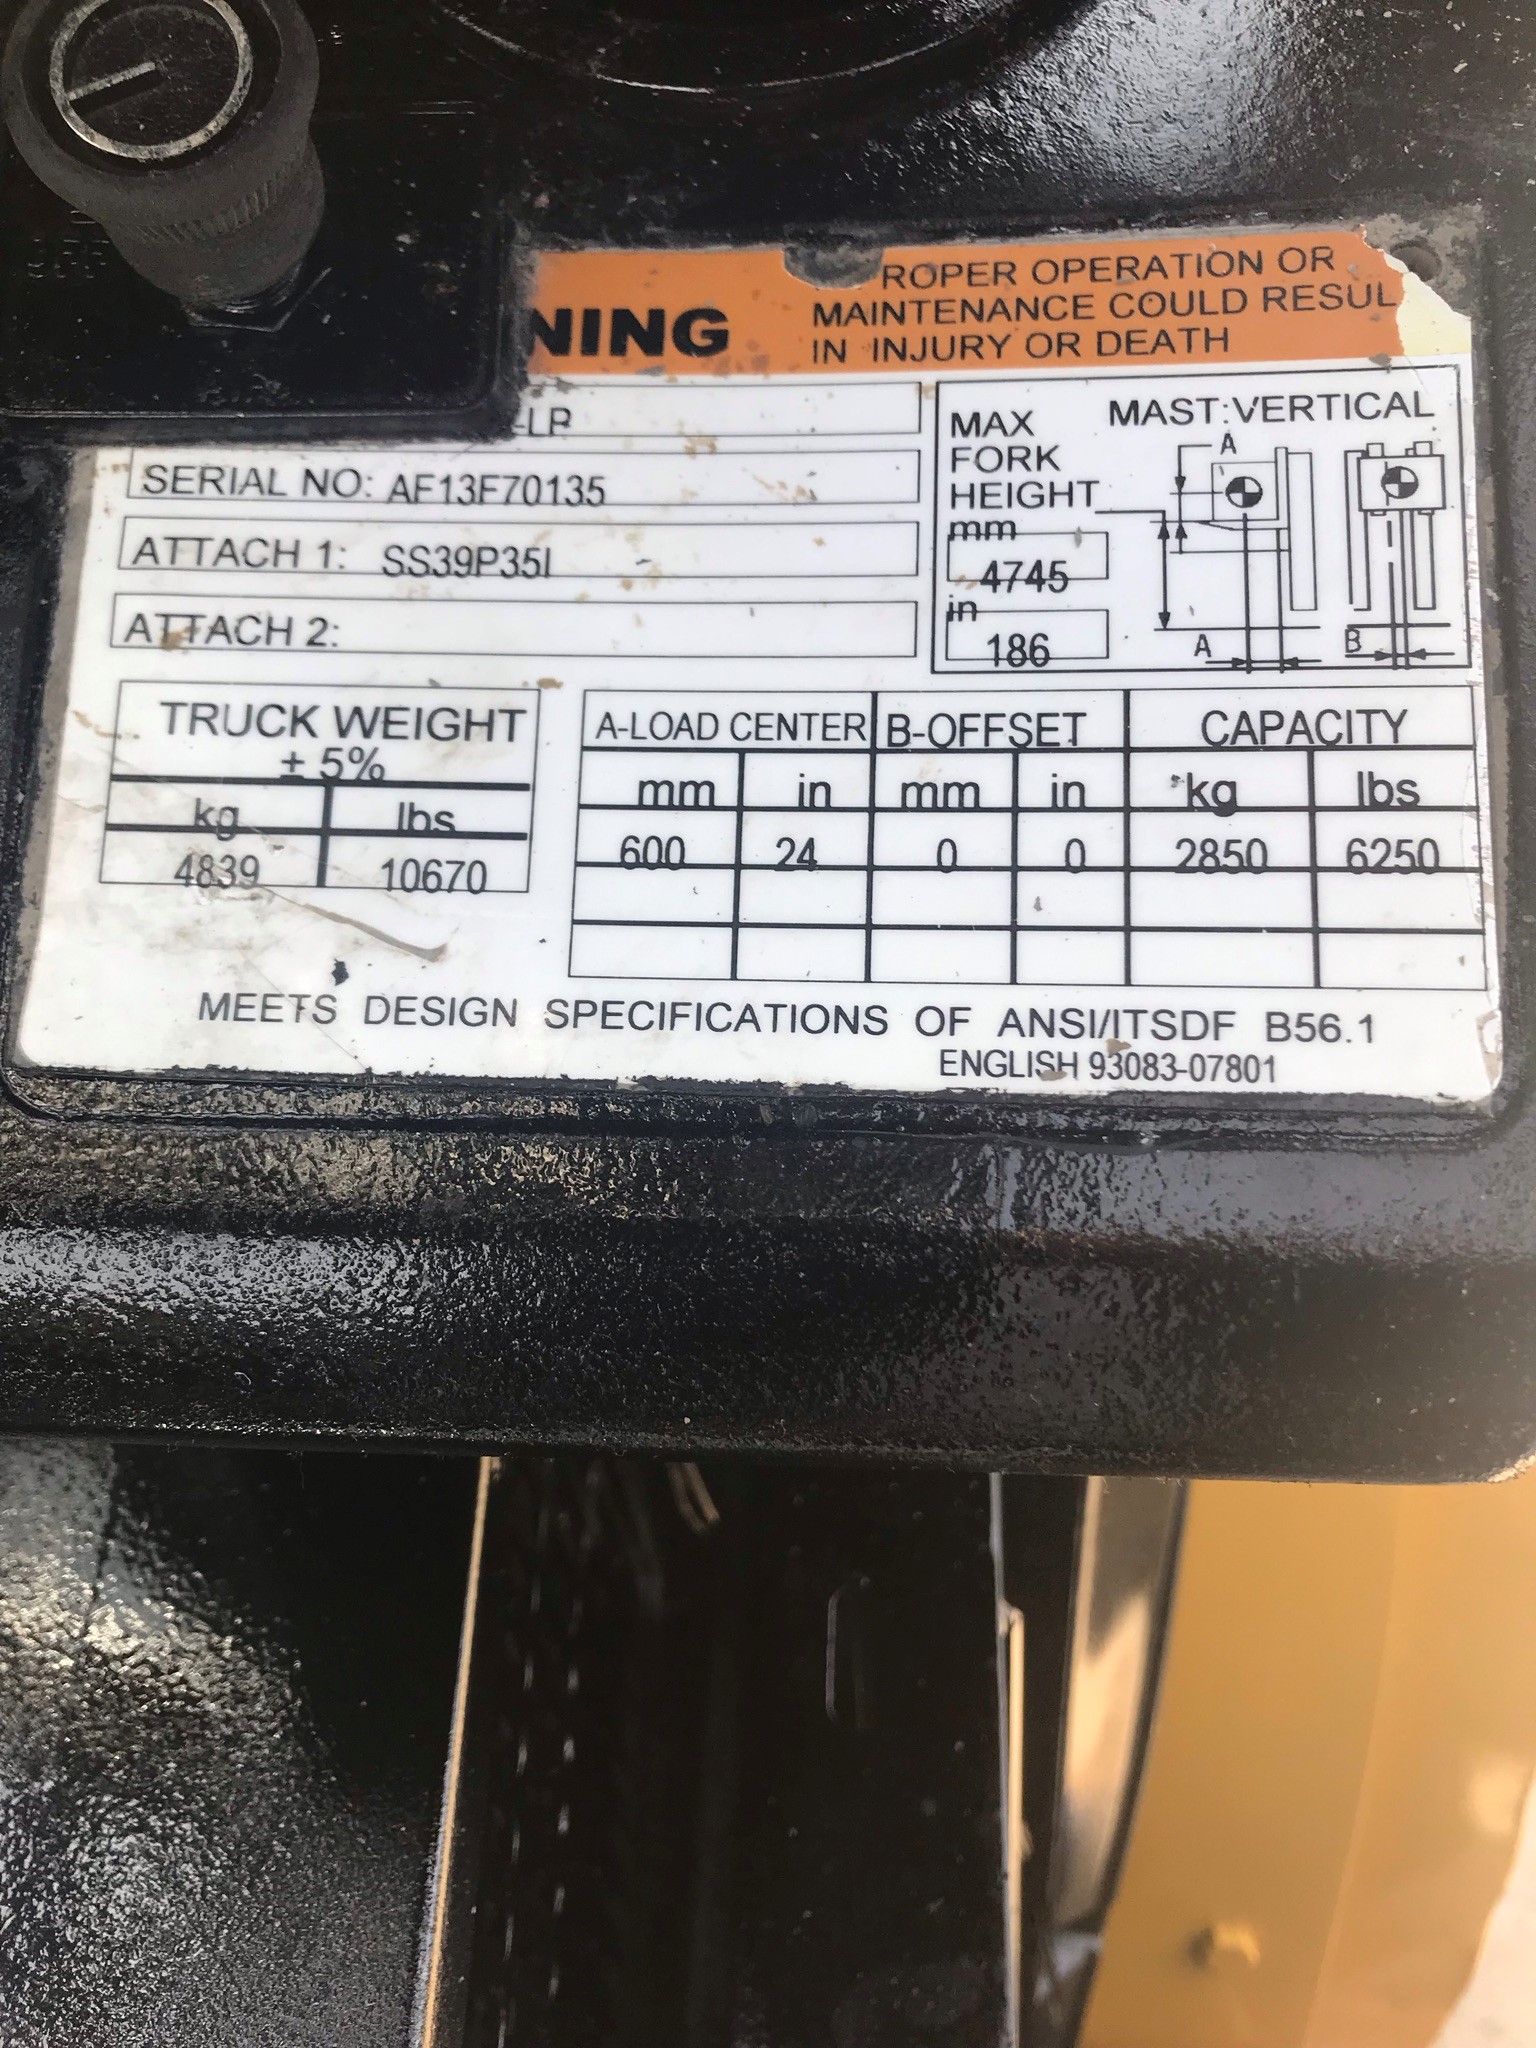 NING
ROPER OPERATION OR
MAINTENANCE COULD RESUL
IN INJURY OR DEATH
-LP
SERIAL NO: AF13F70135
ATTACH 1: SS39P35I
ATTACH 2:
MAX
FORK
HEIGHT
mm
4745
in
186
MAST:VERTICAL
A
A
B
TRUCK WEIGHT
± 5%
kg lbs
4839 10670
A-LOAD CENTER B-OFFSET CAPACITY
mm in mm in kg lbs
600 24 0 0 2850 6250
MEETS DESIGN SPECIFICATIONS OF ANSI/ITSDF B56.1
ENGLISH 93083-07801